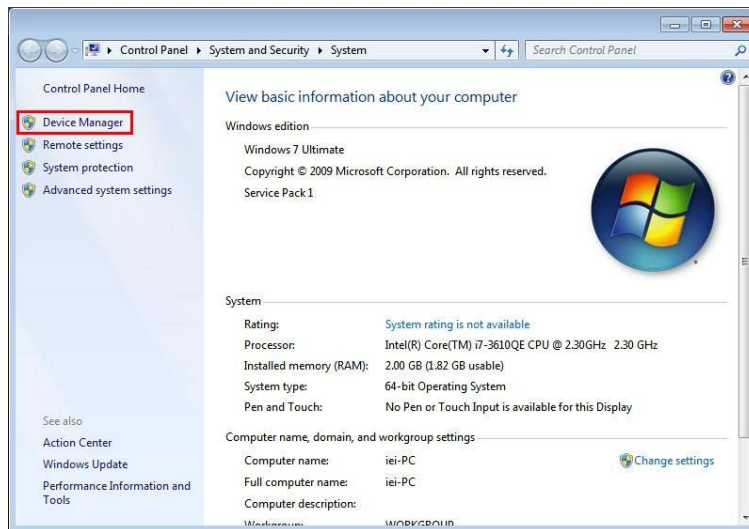 Control Panel ▸ System and Security ▸ System
Search Control Panel
Control Panel Home
Device Manager
Remote settings
System protection
Advanced system settings
See also
Action Center
Windows Update
Performance Information and
Tools
View basic information about your computer
Windows edition
Windows 7 Ultimate
Copyright © 2009 Microsoft Corporation. All rights reserved.
Service Pack 1
System
Rating: System rating is not available
Processor: Intel(R) Core(TM) i7-3610QE CPU @ 2.30GHz 2.30 GHz
Installed memory (RAM): 2.00 GB (1.82 GB usable)
System type: 64-bit Operating System
Pen and Touch: No Pen or Touch Input is available for this Display
Computer name, domain, and workgroup settings
Computer name: iei-PC Change settings
Full computer name: iei-PC
Computer description:
Workgroup: WORKGROUP